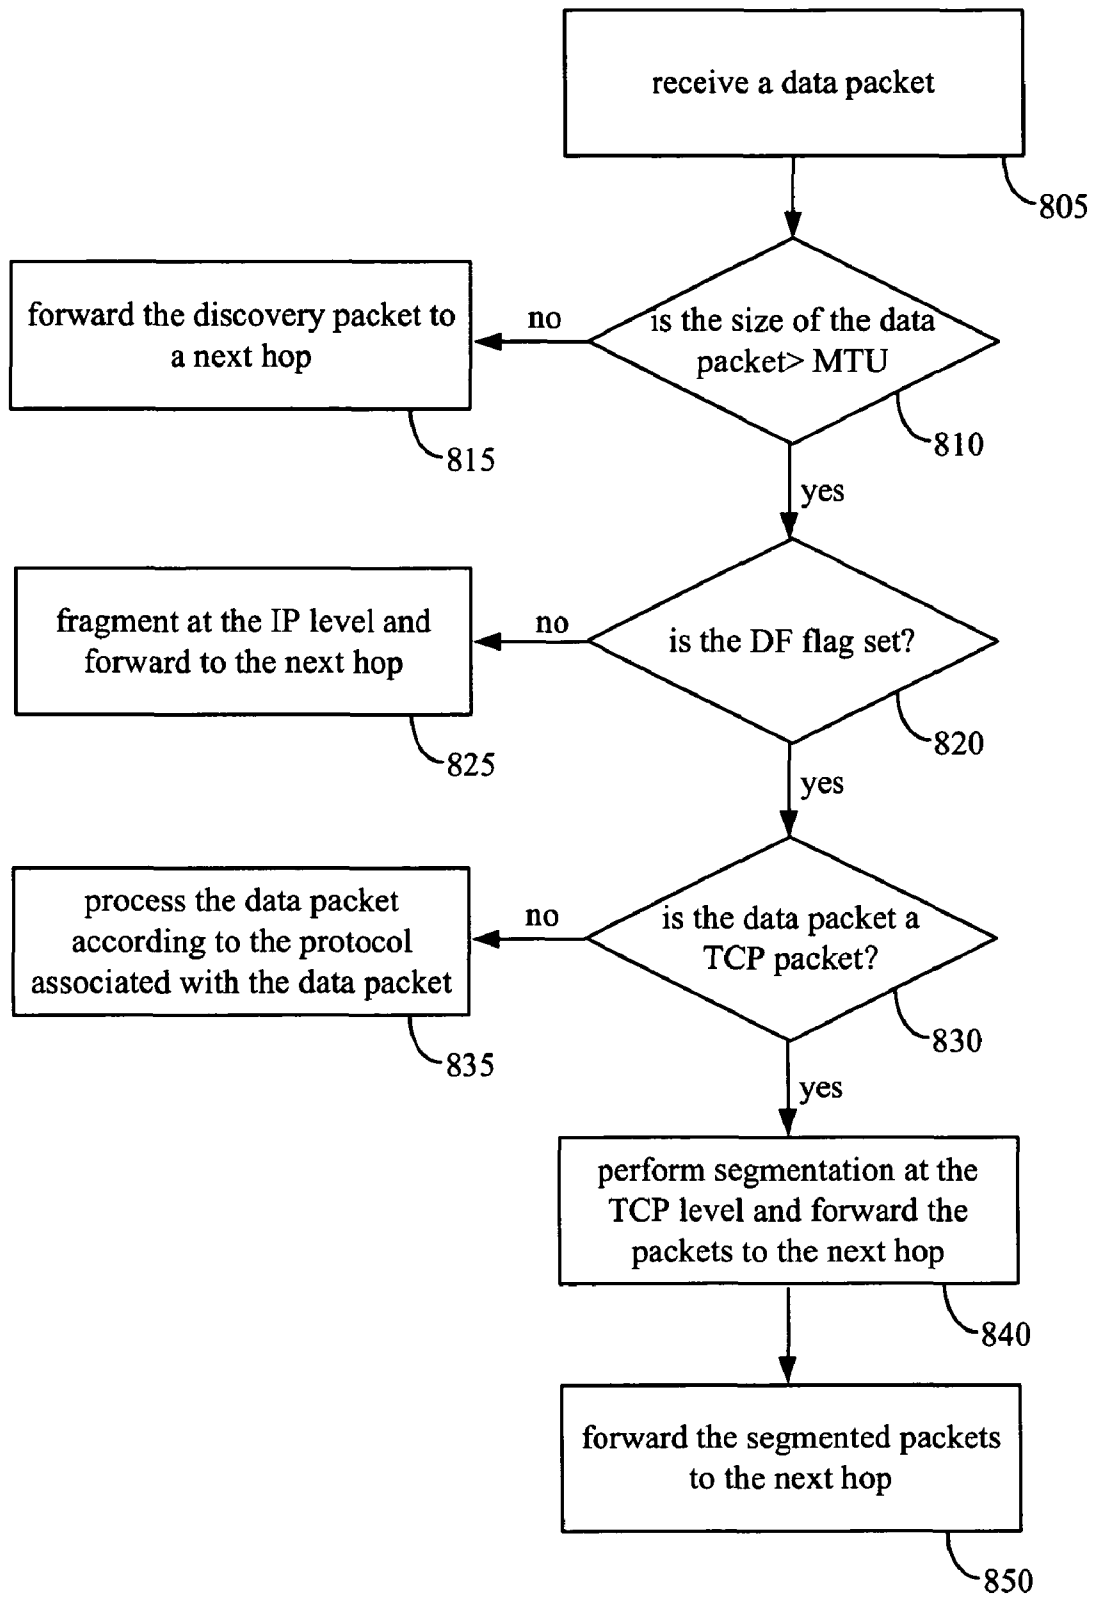 receive a data packet
805
forward the discovery packet to
a next hop
815
no
is the size of the data
packet> MTU
810
yes
fragment at the IP level and
forward to the next hop
825
no
is the DF flag set?
820
yes
process the data packet
according to the protocol
associated with the data packet
835
no
is the data packet a
TCP packet?
830
yes
perform segmentation at the
TCP level and forward the
packets to the next hop
840
forward the segmented packets
to the next hop
850